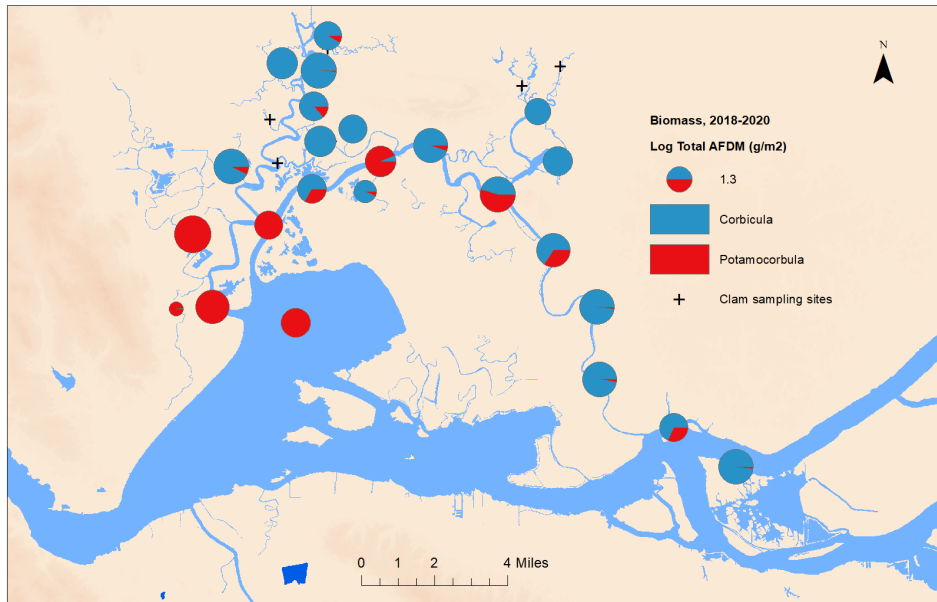 N
Biomass, 2018-2020
Log Total AFDM (g/m2)
1.3
Corbicula
Potamocorbula
Clam sampling sites
0 1 2 4 Miles